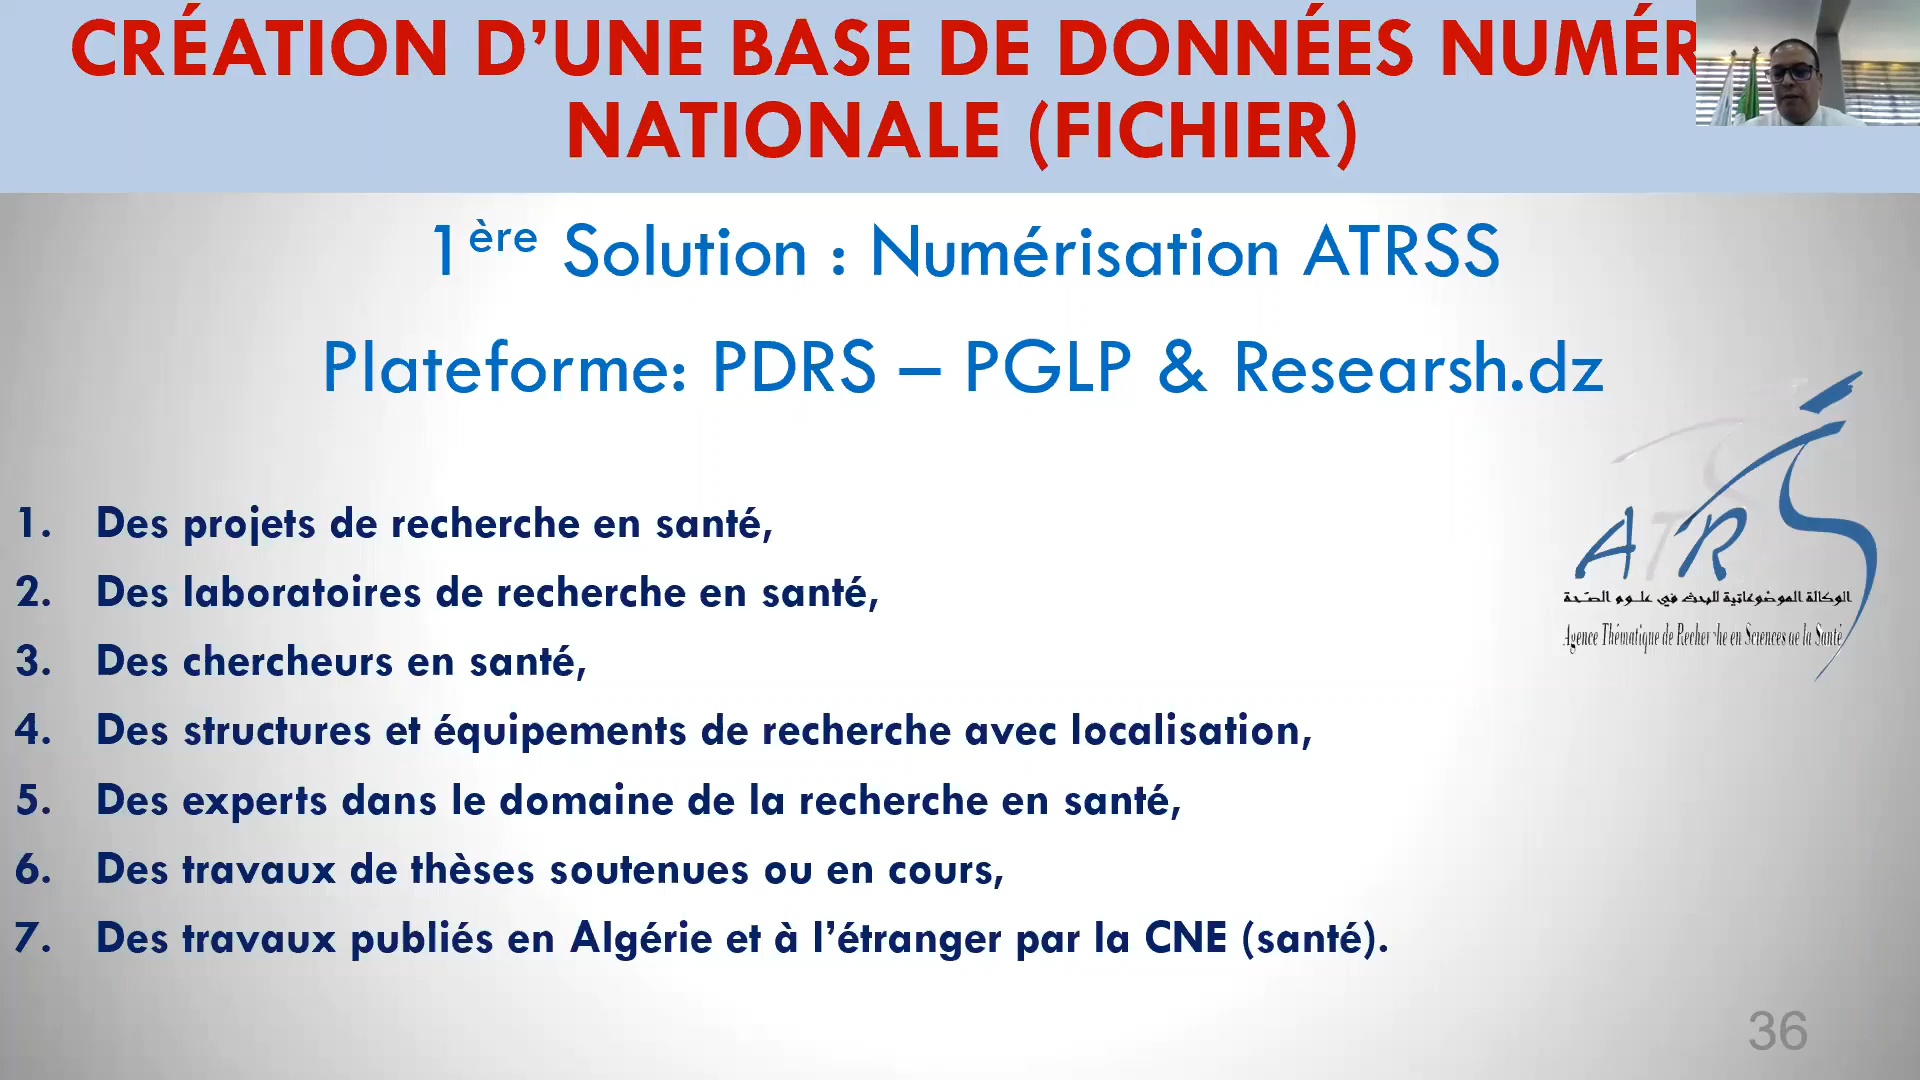 CRÉATION D’UNE BASE DE DONNÉES NUMÉR
NATIONALE (FICHIER)
1ère Solution : Numérisation ATRSS
Plateforme: PDRS – PGLP & Researsh.dz
1. Des projets de recherche en santé,
2. Des laboratoires de recherche en santé,
3. Des chercheurs en santé,
4. Des structures et équipements de recherche avec localisation,
5. Des experts dans le domaine de la recherche en santé,
6. Des travaux de thèses soutenues ou en cours,
7. Des travaux publiés en Algérie et à l’étranger par la CNE (santé).
ATRS
الوكالة الموضوعاتية للبحث في علوم الصحة
Agence Thématique de Recherche en Sciences de la Santé
36